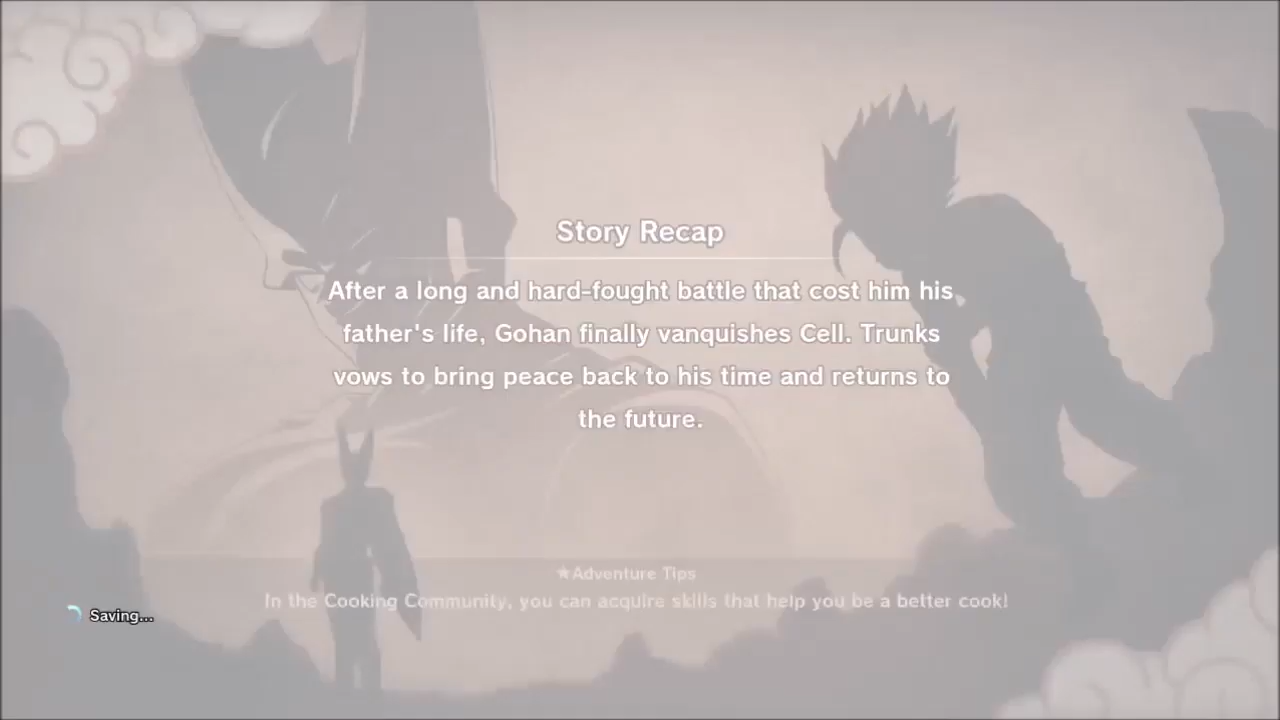 Story Recap
After a long and hard-fought battle that cost him his
father's life, Gohan finally vanquishes Cell. Trunks
vows to bring peace back to his time and returns to
the future.
★Adventure Tips
In the Cooking Community, you can acquire skills that help you be a better cook!
Saving...